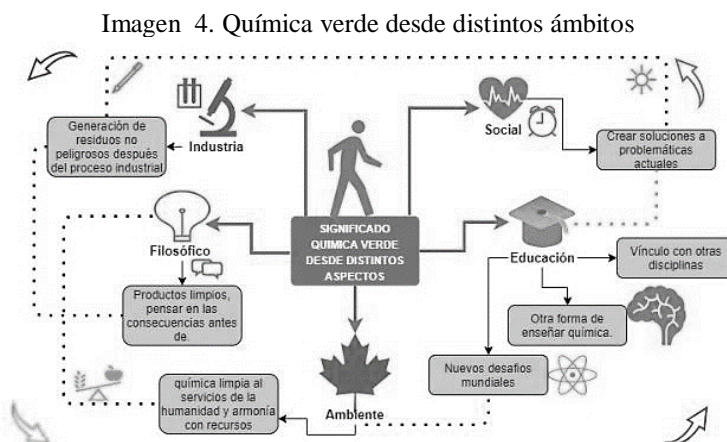 Imagen 4. Química verde desde distintos ámbitos
Generación de
residuos no
peligrosos después
del proceso industrial
Industria
Social
Crear soluciones a
problemáticas
actuales
SIGNIFICADO
QUIMICA VERDE
DESDE DISTINTOS
ASPECTOS
Filosófico
Productos limpios,
pensar en las
consecuencias antes
de.
Educación
Vínculo con otras
disciplinas
Otra forma de
enseñar química.
Nuevos desafios
mundiales
Ambiente
química limpia al
servicios de la
humanidad y armonía
con recursos